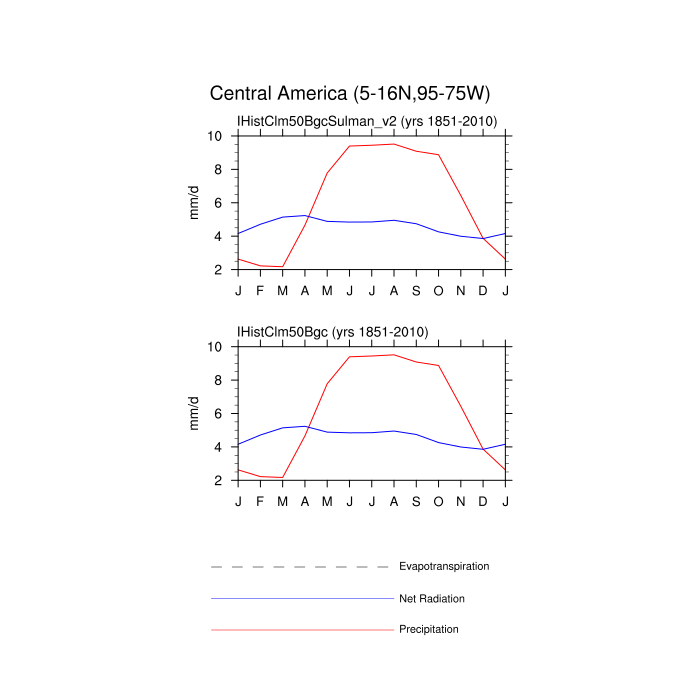 Central America (5-16N,95-75W)
IHistClm50BgcSulman_v2 (yrs 1851-2010)
10
8
6
4
2
mm/d
J F M A M J J A S O N D J
IHistClm50Bgc (yrs 1851-2010)
10
8
6
4
2
mm/d
J F M A M J J A S O N D J
Evapotranspiration
Net Radiation
Precipitation